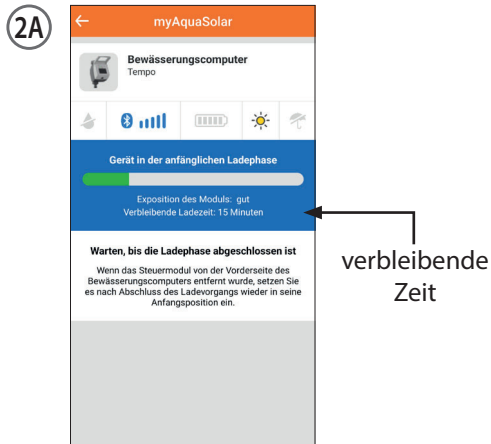 2A
myAquaSolar
Bewässerungscomputer
Tempo
Gerät in der anfänglichen Ladephase
Exposition des Moduls: gut
Verbleibende Ladezeit: 15 Minuten
verbleibende
Zeit
Warten, bis die Ladephase abgeschlossen ist
Wenn das Steuermodul von der Vorderseite des
Bewässerungscomputers entfernt wurde, setzen Sie
es nach Abschluss des Ladevorgangs wieder in seine
Anfangsposition ein.